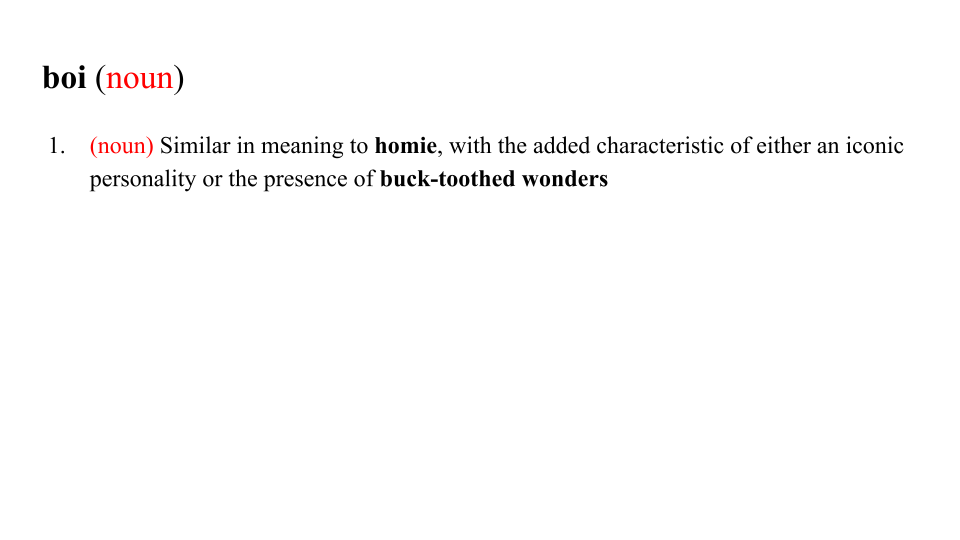 boi (noun)
1. (noun) Similar in meaning to homie, with the added characteristic of either an iconic
personality or the presence of buck-toothed wonders